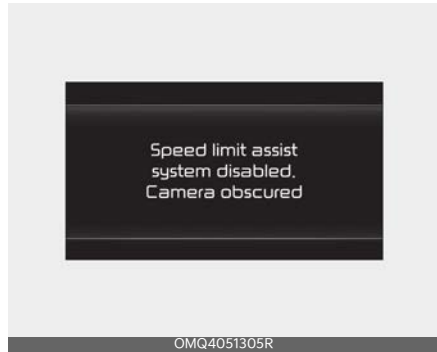 Speed limit assist
system disabled.
Camera obscured
OMQ4051305R